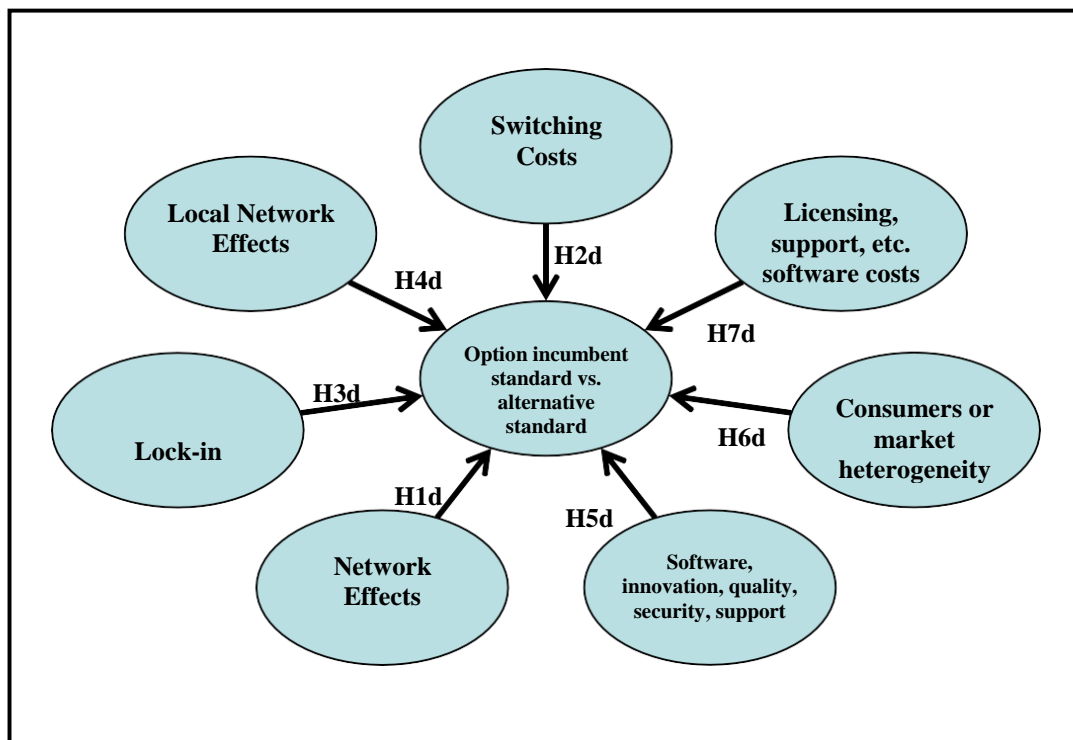 Switching
Costs
Local Network
Effects
Licensing,
support, etc.
software costs
H2d
H4d
H7d
Option incumbent
standard vs.
alternative
standard
H3d
Lock-in
Consumers or
market
heterogeneity
H6d
H1d
H5d
Network
Effects
Software,
innovation, quality,
security, support